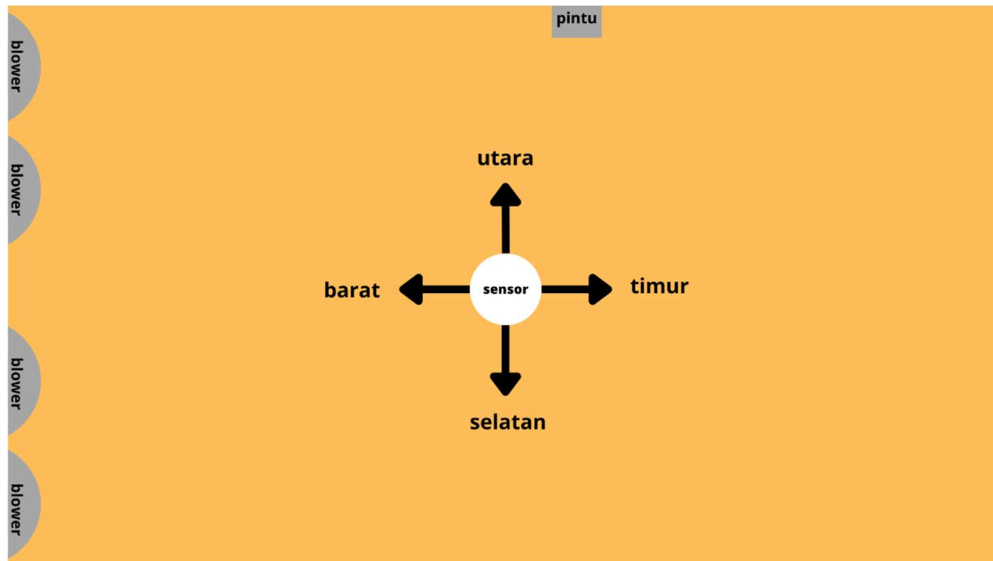 pintu
blower
blower
utara
barat
sensor
timur
blower
selatan
blower